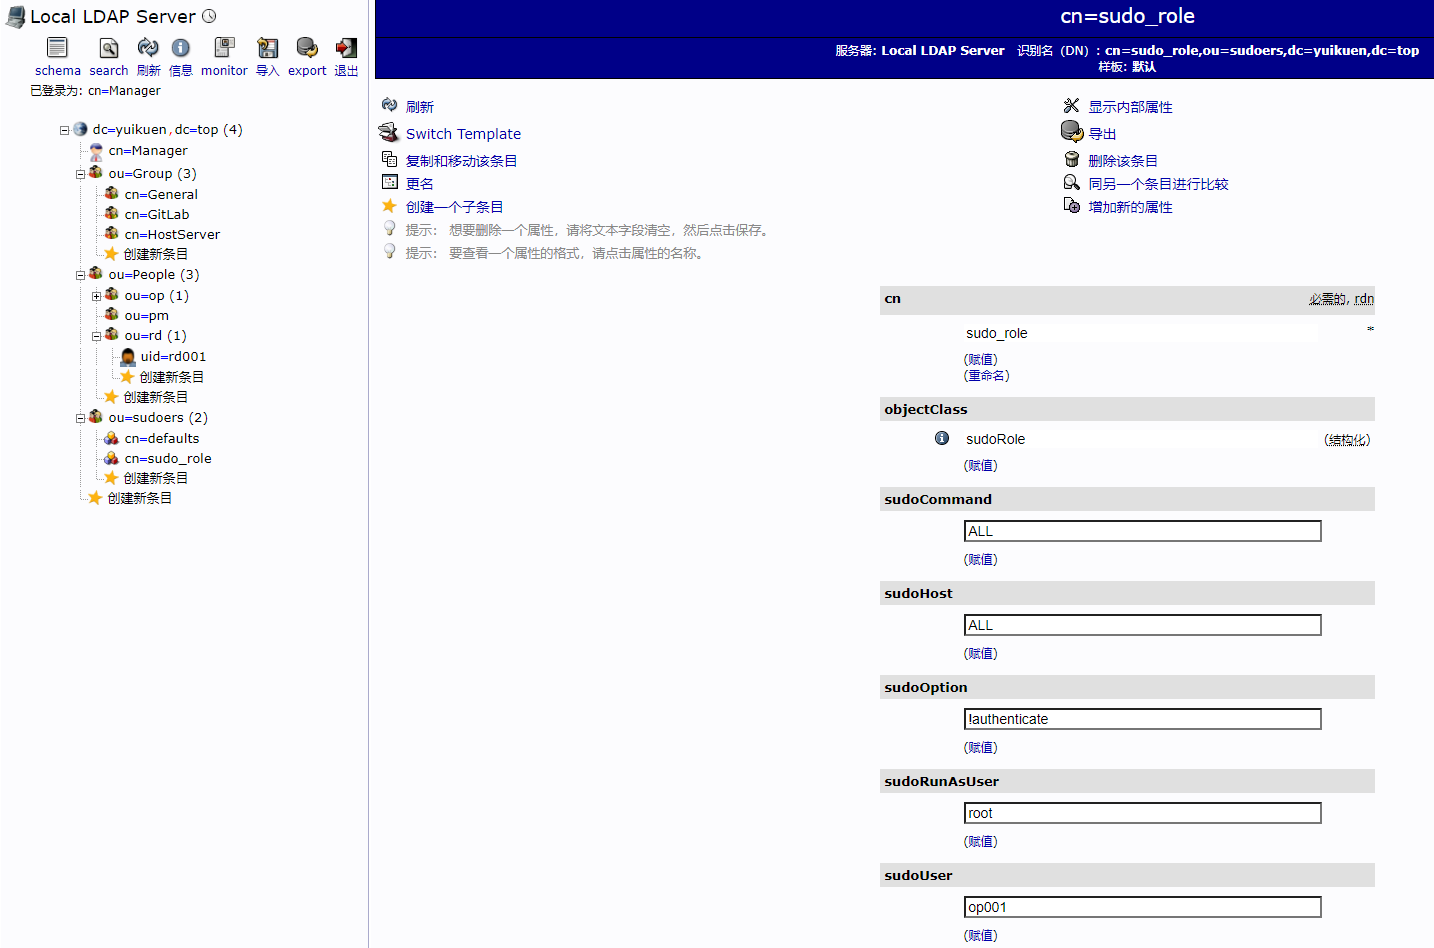 Local LDAP Server
schema search 刷新 信息 monitor 导入 export 退出
已登录为: cn=Manager
dc=yuikuen,dc=top (4)
cn=Manager
ou=Group (3)
cn=General
cn=GitLab
cn=HostServer
创建新条目
ou=People (3)
ou=op (1)
ou=pm
ou=rd (1)
uid=rd001
创建新条目
创建新条目
ou=sudoers (2)
cn=defaults
cn=sudo_role
创建新条目
创建新条目
cn=sudo_role
服务器: Local LDAP Server 识别名（DN）: cn=sudo_role,ou=sudoers,dc=yuikuen,dc=top
样板: 默认
刷新
Switch Template
复制和移动该条目
更名
创建一个子条目
提示： 想要删除一个属性，请将文本字段清空，然后点击保存。
提示： 要查看一个属性的格式，请点击属性的名称。
显示内部属性
导出
删除该条目
同另一个条目进行比较
增加新的属性
cn 必需的, rdn
sudo_role *
(赋值)
(重命名)
objectClass
sudoRole (结构化)
(赋值)
sudoCommand
ALL
(赋值)
sudoHost
ALL
(赋值)
sudoOption
!authenticate
(赋值)
sudoRunAsUser
root
(赋值)
sudoUser
op001
(赋值)